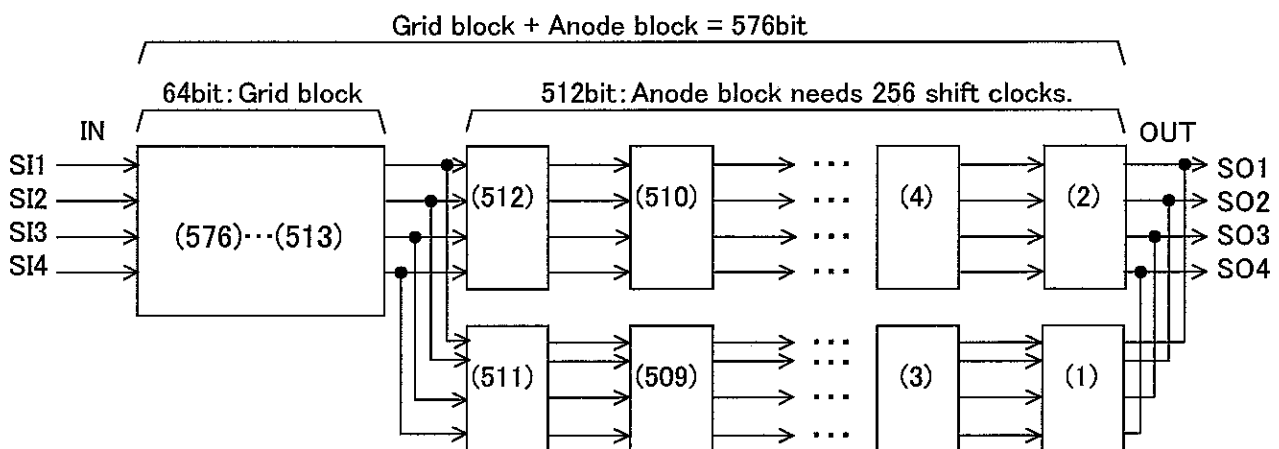 Grid block + Anode block = 576bit
64bit: Grid block
512bit: Anode block needs 256 shift clocks.
IN
OUT
SI1
SI2
SI3
SI4
(576)⋯(513)
(512)
(510)
⋯
(4)
(2)
SO1
SO2
SO3
SO4
(511)
(509)
⋯
(3)
(1)